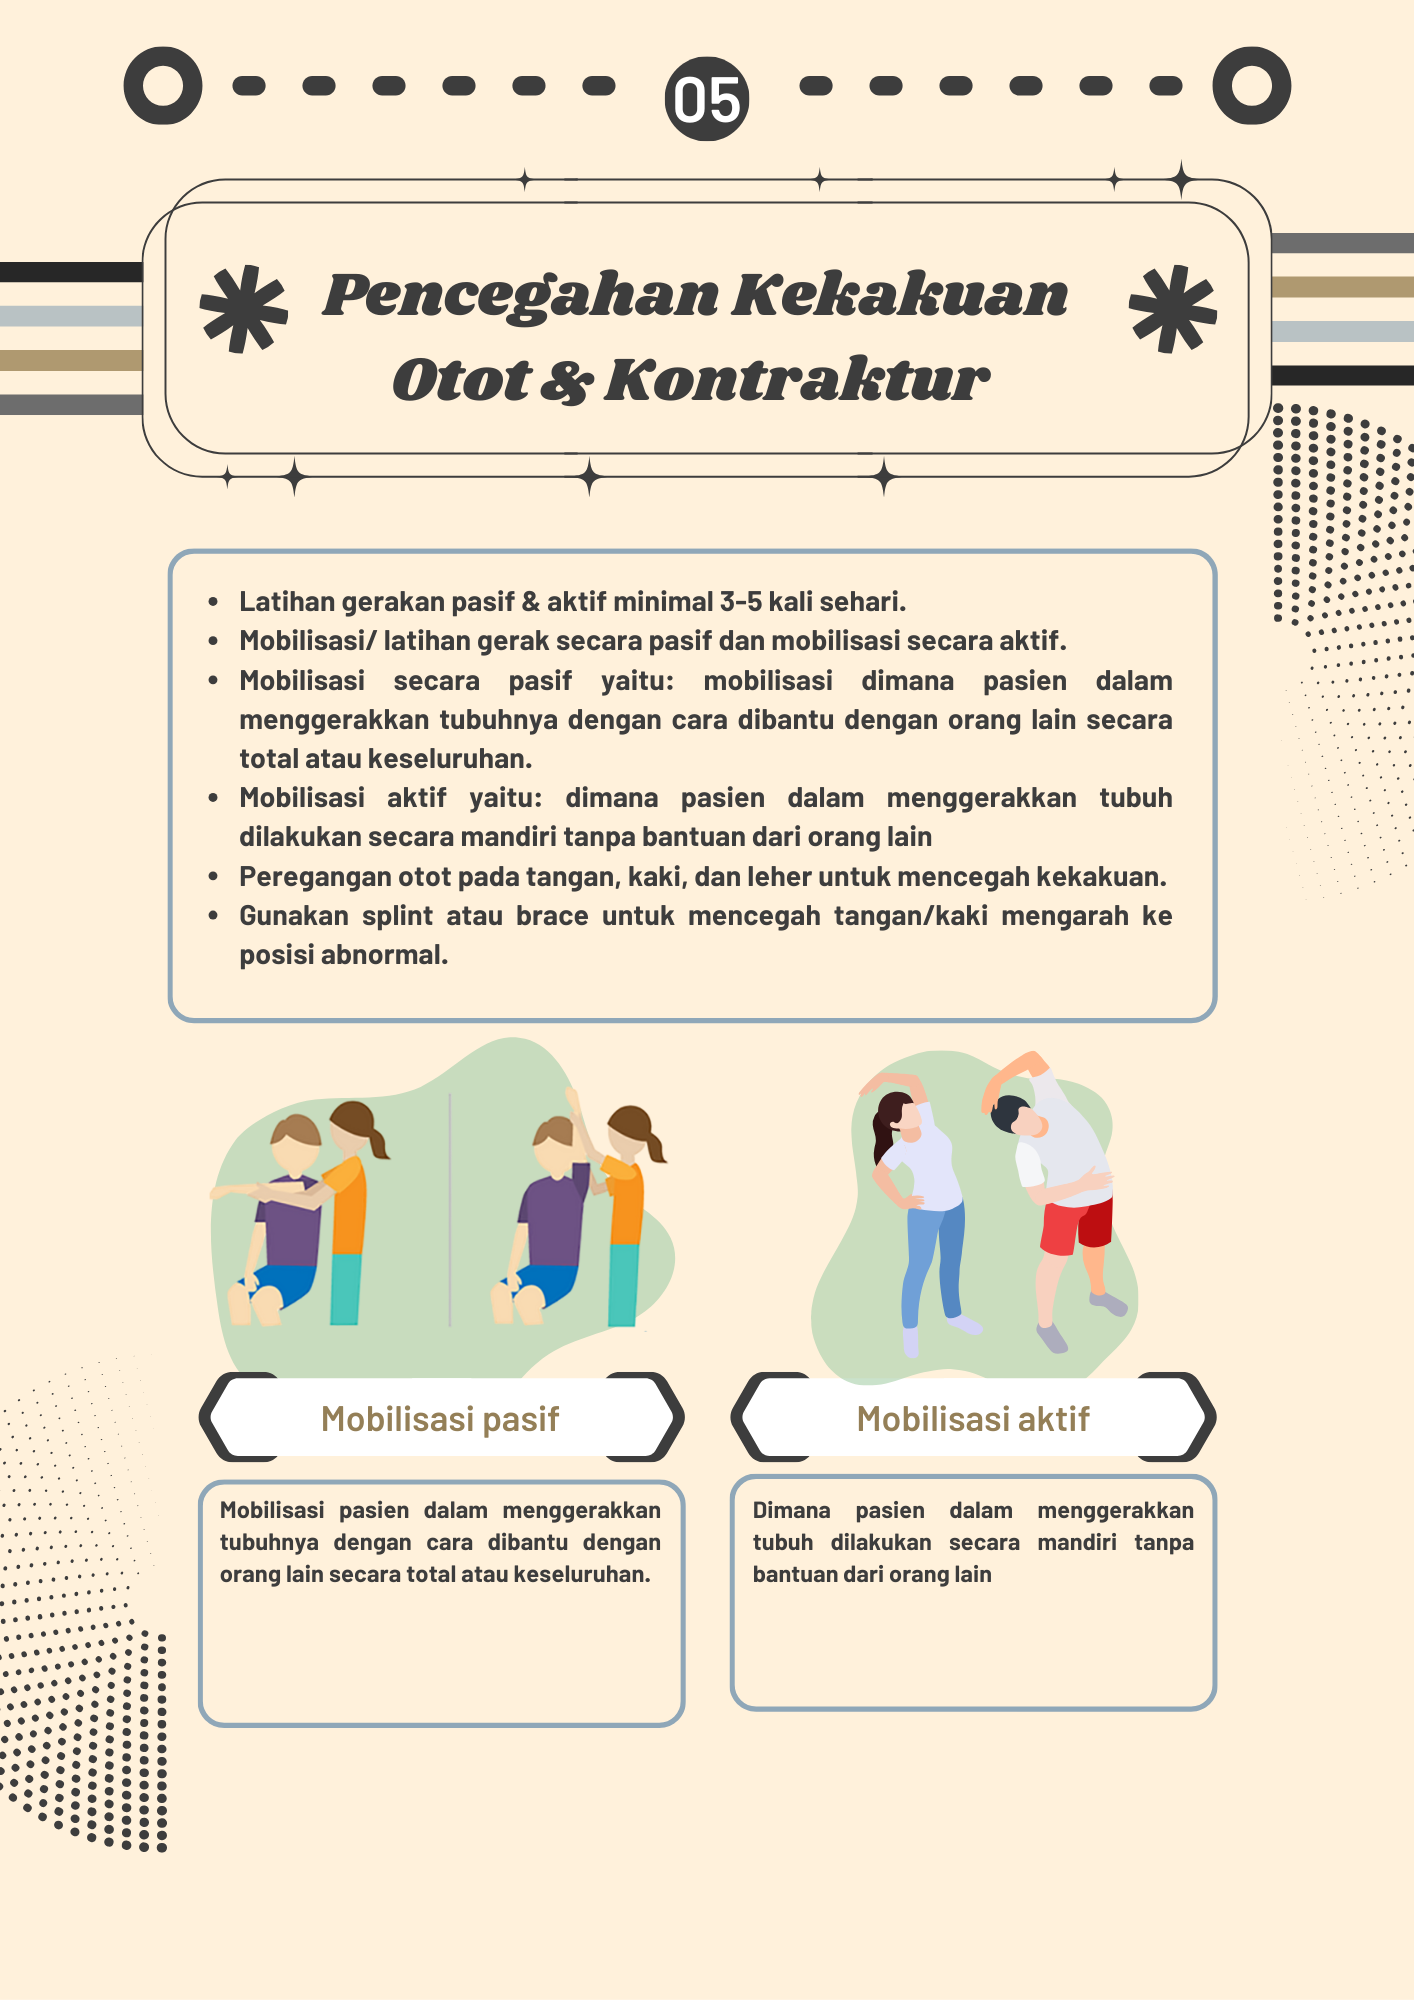 05
Pencegahan Kekakuan
Otot & Kontraktur
• Latihan gerakan pasif & aktif minimal 3-5 kali sehari.
• Mobilisasi/ latihan gerak secara pasif dan mobilisasi secara aktif.
• Mobilisasi secara pasif yaitu: mobilisasi dimana pasien dalam
menggerakkan tubuhnya dengan cara dibantu dengan orang lain secara
total atau keseluruhan.
• Mobilisasi aktif yaitu: dimana pasien dalam menggerakkan tubuh
dilakukan secara mandiri tanpa bantuan dari orang lain
• Peregangan otot pada tangan, kaki, dan leher untuk mencegah kekakuan.
• Gunakan splint atau brace untuk mencegah tangan/kaki mengarah ke
posisi abnormal.
Mobilisasi pasif
Mobilisasi pasien dalam menggerakkan
tubuhnya dengan cara dibantu dengan
orang lain secara total atau keseluruhan.
Mobilisasi aktif
Dimana pasien dalam menggerakkan
tubuh dilakukan secara mandiri tanpa
bantuan dari orang lain